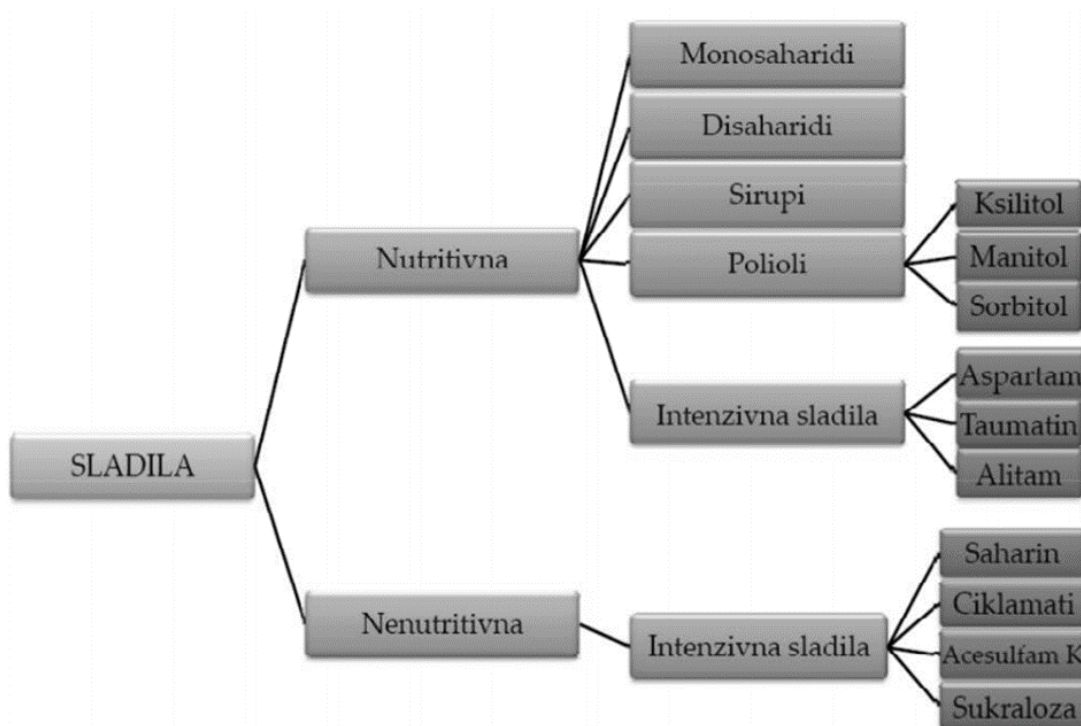 SLADILA
Nutritivna
Monosaharidi
Disaharidi
Sirupi
Polioli
Ksilitol
Manitol
Sorbitol
Intenzivna sladila
Aspartam
Taumatin
Alitam
Nenutritivna
Intenzivna sladila
Saharin
Ciklamati
Acesulfam K
Sukraloza